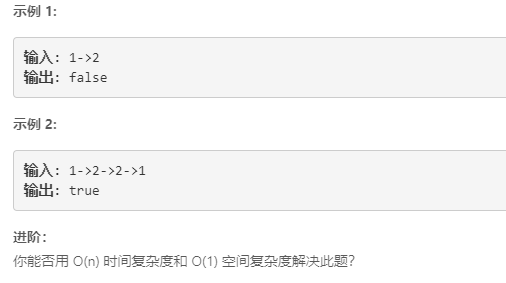 示例 1:
输入: 1->2
输出: false
示例 2:
输入: 1->2->2->1
输出: true
进阶：
你能否用 O(n) 时间复杂度和 O(1) 空间复杂度解决此题？